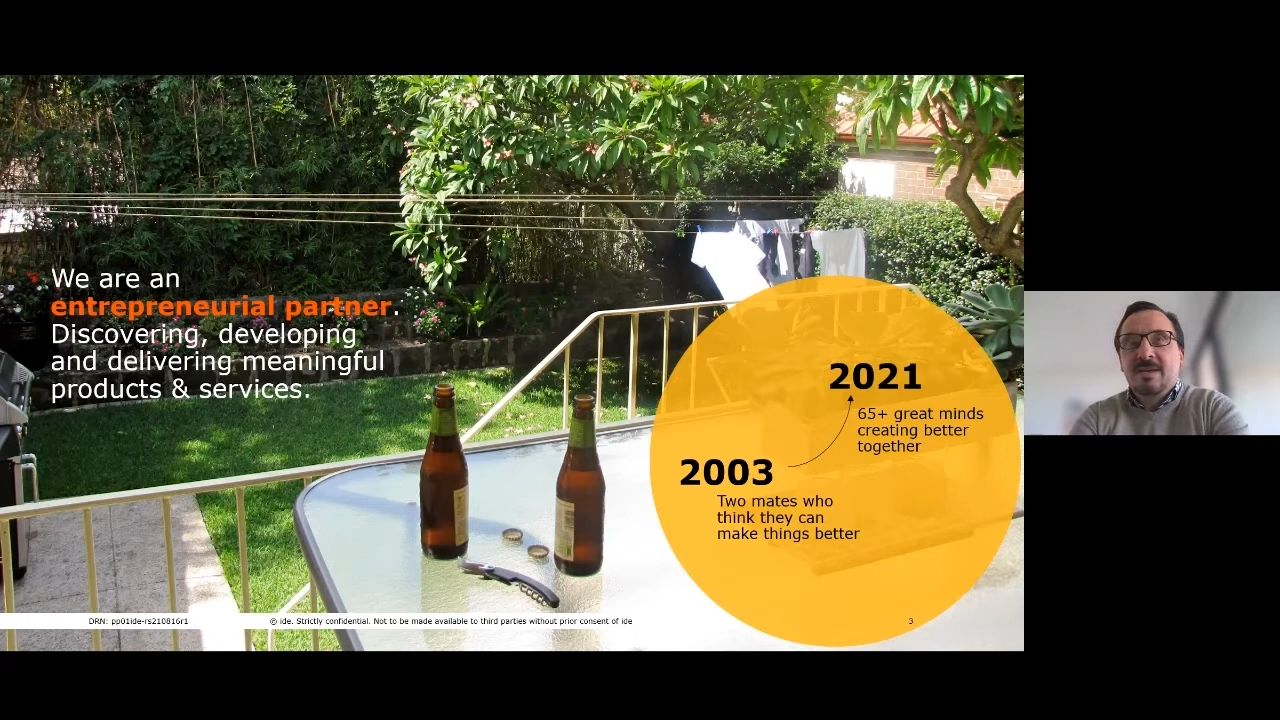 We are an
entrepreneurial partner.
Discovering, developing
and delivering meaningful
products & services.
2021
65+ great minds
creating better
together
2003
Two mates who
think they can
make things better
DRN: pp01ide-rs210816r1
© ide. Strictly confidential. Not to be made available to third parties without prior consent of ide
3